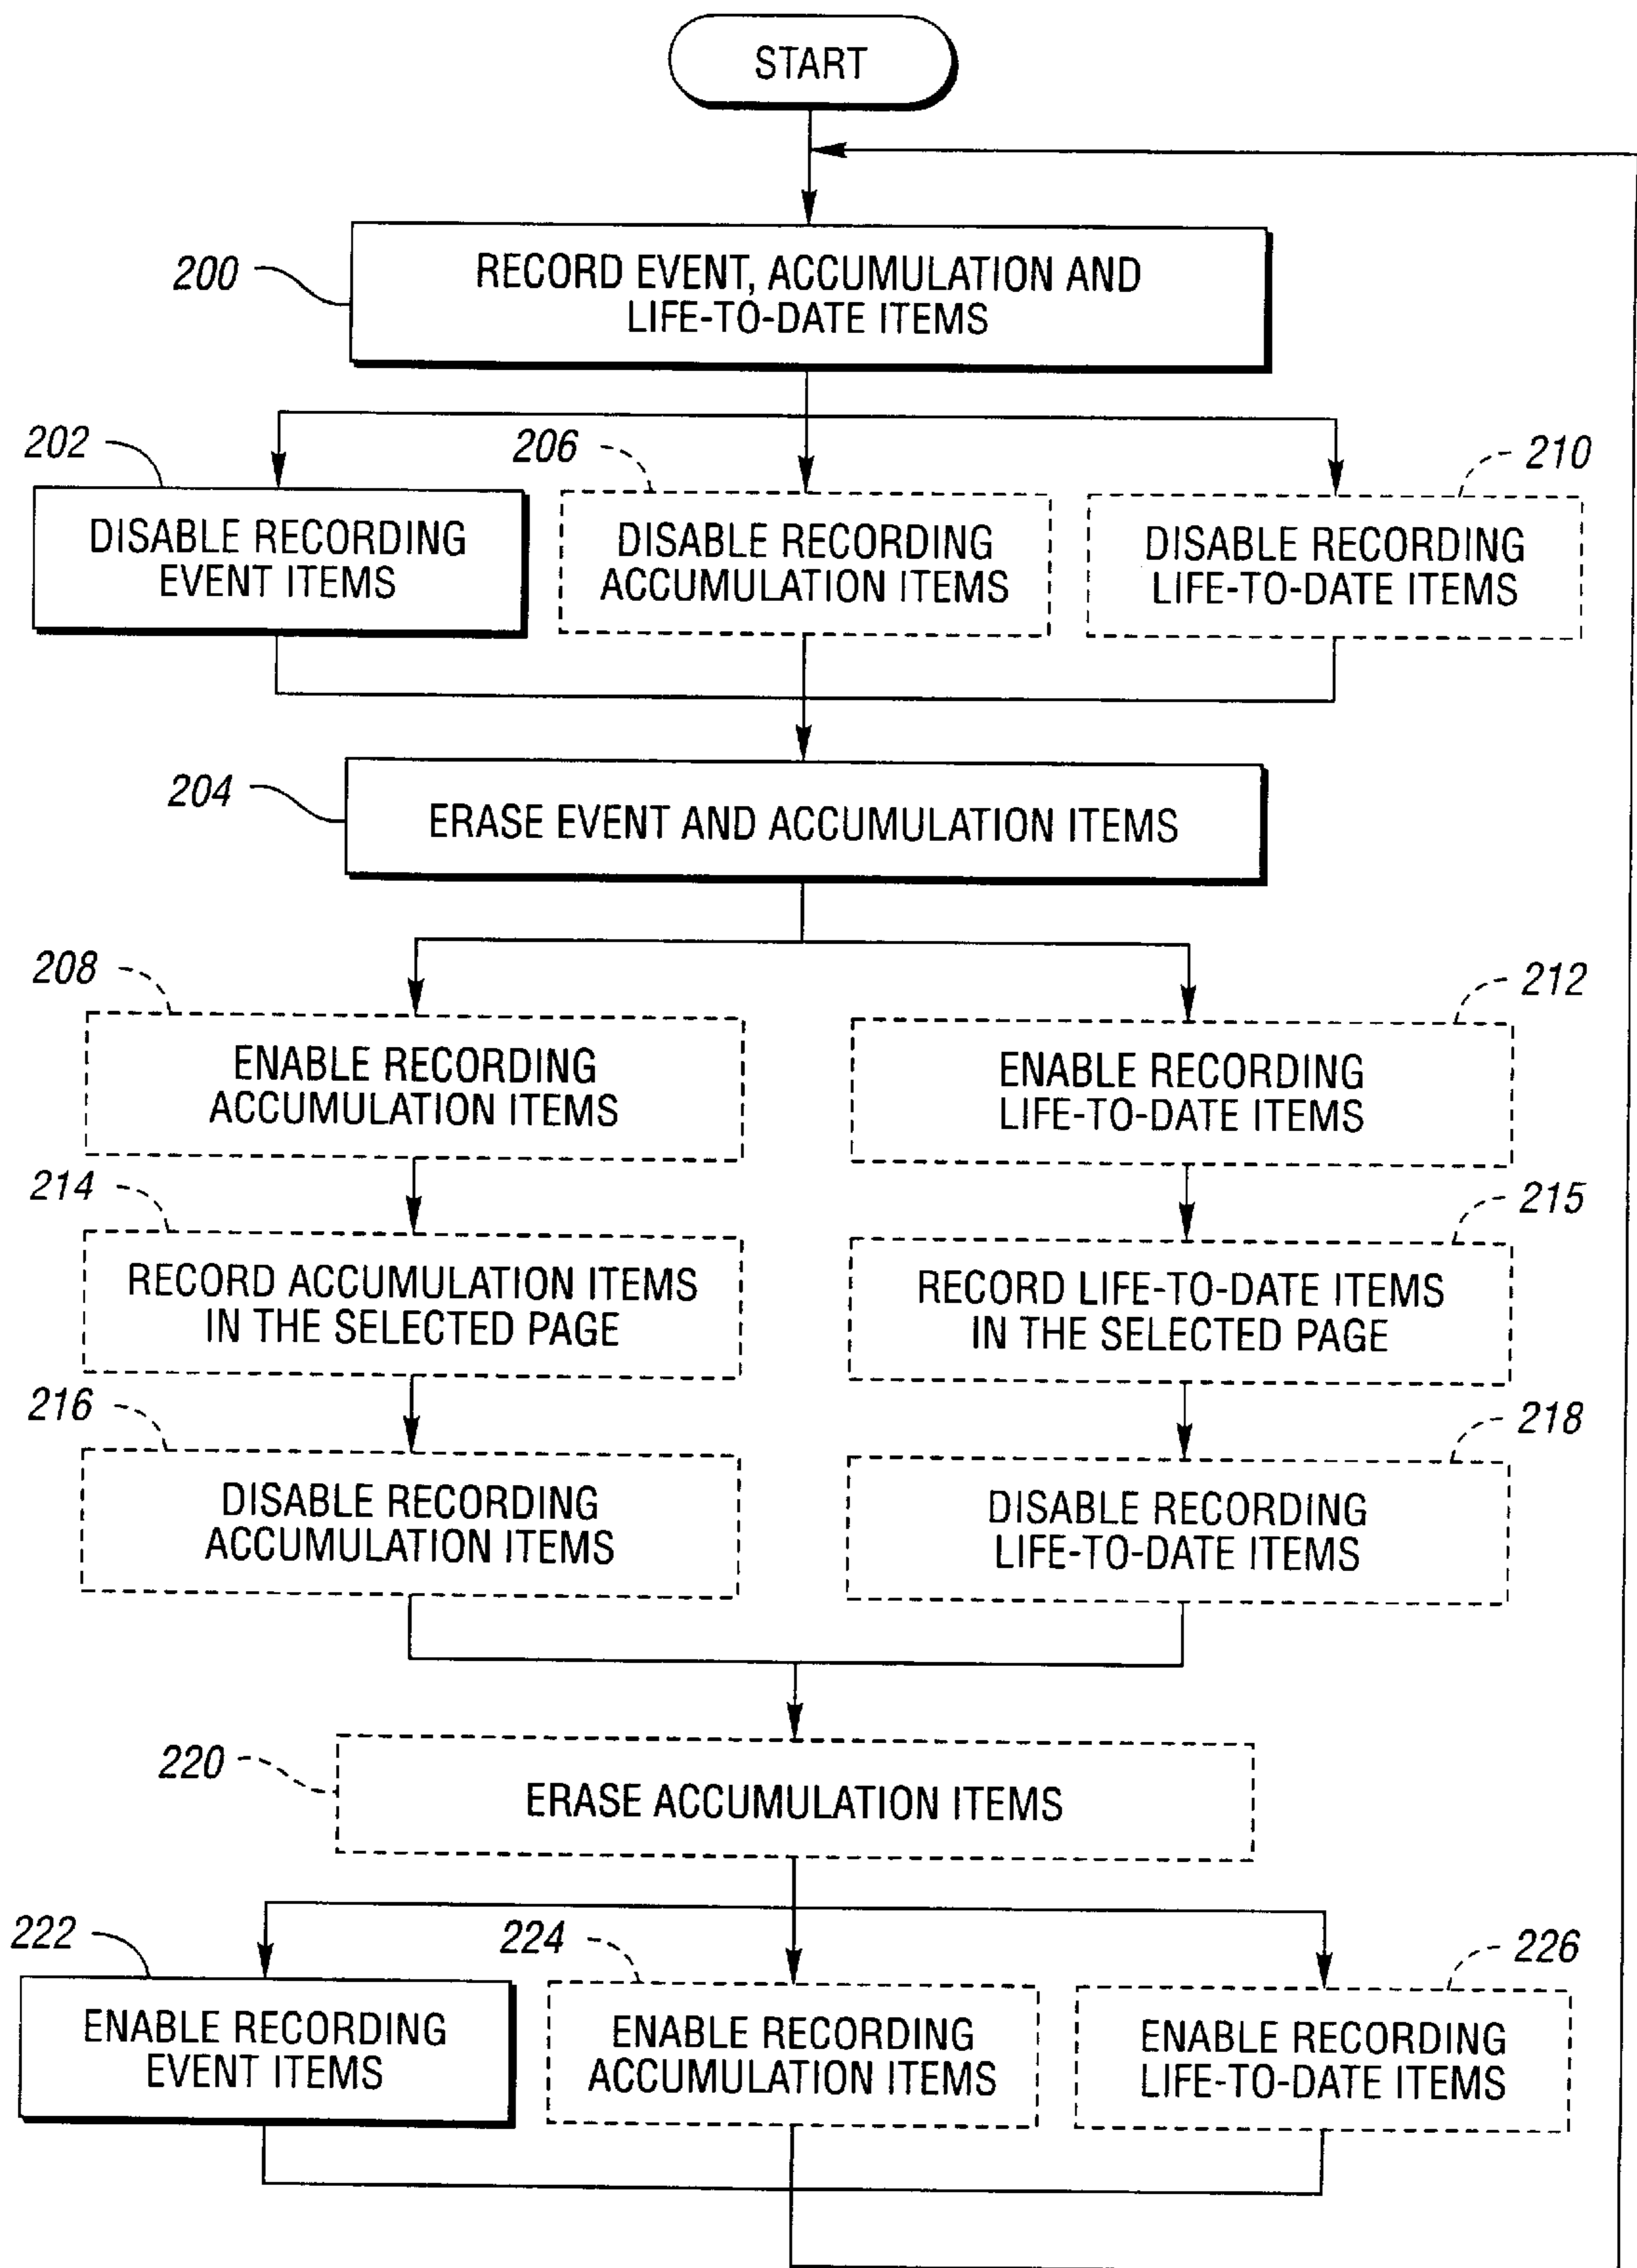 START
200
RECORD EVENT, ACCUMULATION AND
LIFE-TO-DATE ITEMS
202
206
210
DISABLE RECORDING
EVENT ITEMS
DISABLE RECORDING
ACCUMULATION ITEMS
DISABLE RECORDING
LIFE-TO-DATE ITEMS
204
ERASE EVENT AND ACCUMULATION ITEMS
208
212
ENABLE RECORDING
ACCUMULATION ITEMS
ENABLE RECORDING
LIFE-TO-DATE ITEMS
214
215
RECORD ACCUMULATION ITEMS
IN THE SELECTED PAGE
RECORD LIFE-TO-DATE ITEMS
IN THE SELECTED PAGE
216
218
DISABLE RECORDING
ACCUMULATION ITEMS
DISABLE RECORDING
LIFE-TO-DATE ITEMS
220
ERASE ACCUMULATION ITEMS
222
224
226
ENABLE RECORDING
EVENT ITEMS
ENABLE RECORDING
ACCUMULATION ITEMS
ENABLE RECORDING
LIFE-TO-DATE ITEMS